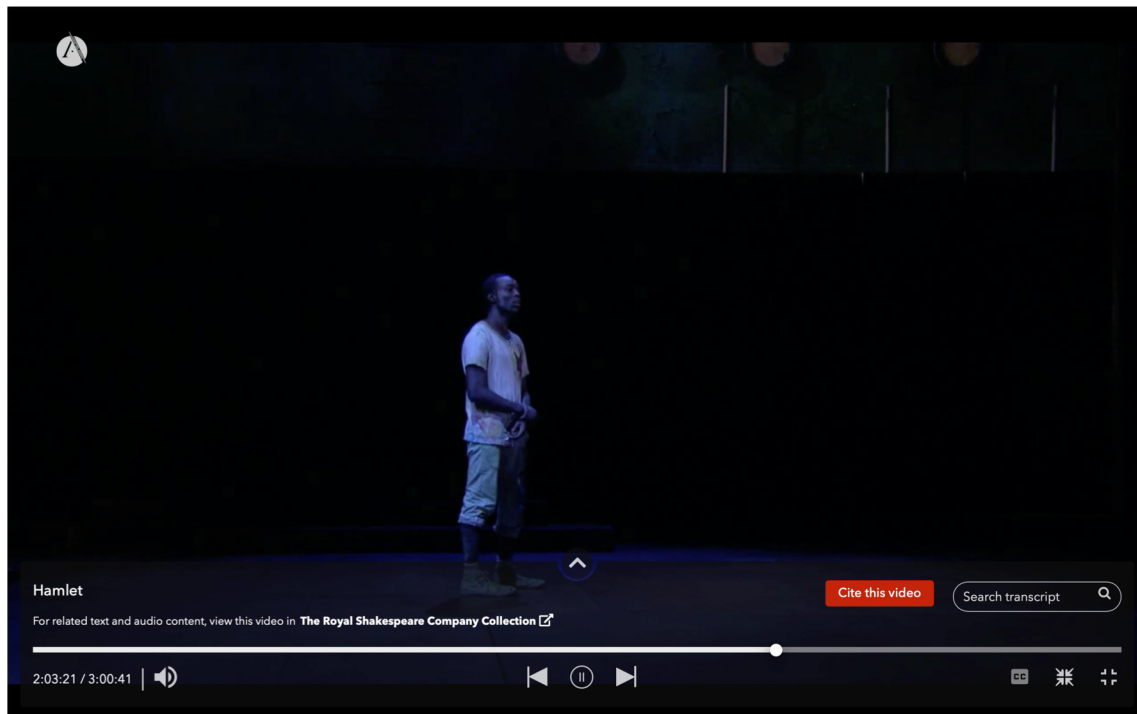 A
Hamlet
Cite this video
Search transcript
For related text and audio content, view this video in The Royal Shakespeare Company Collection
2:03:21 / 3:00:41
CC